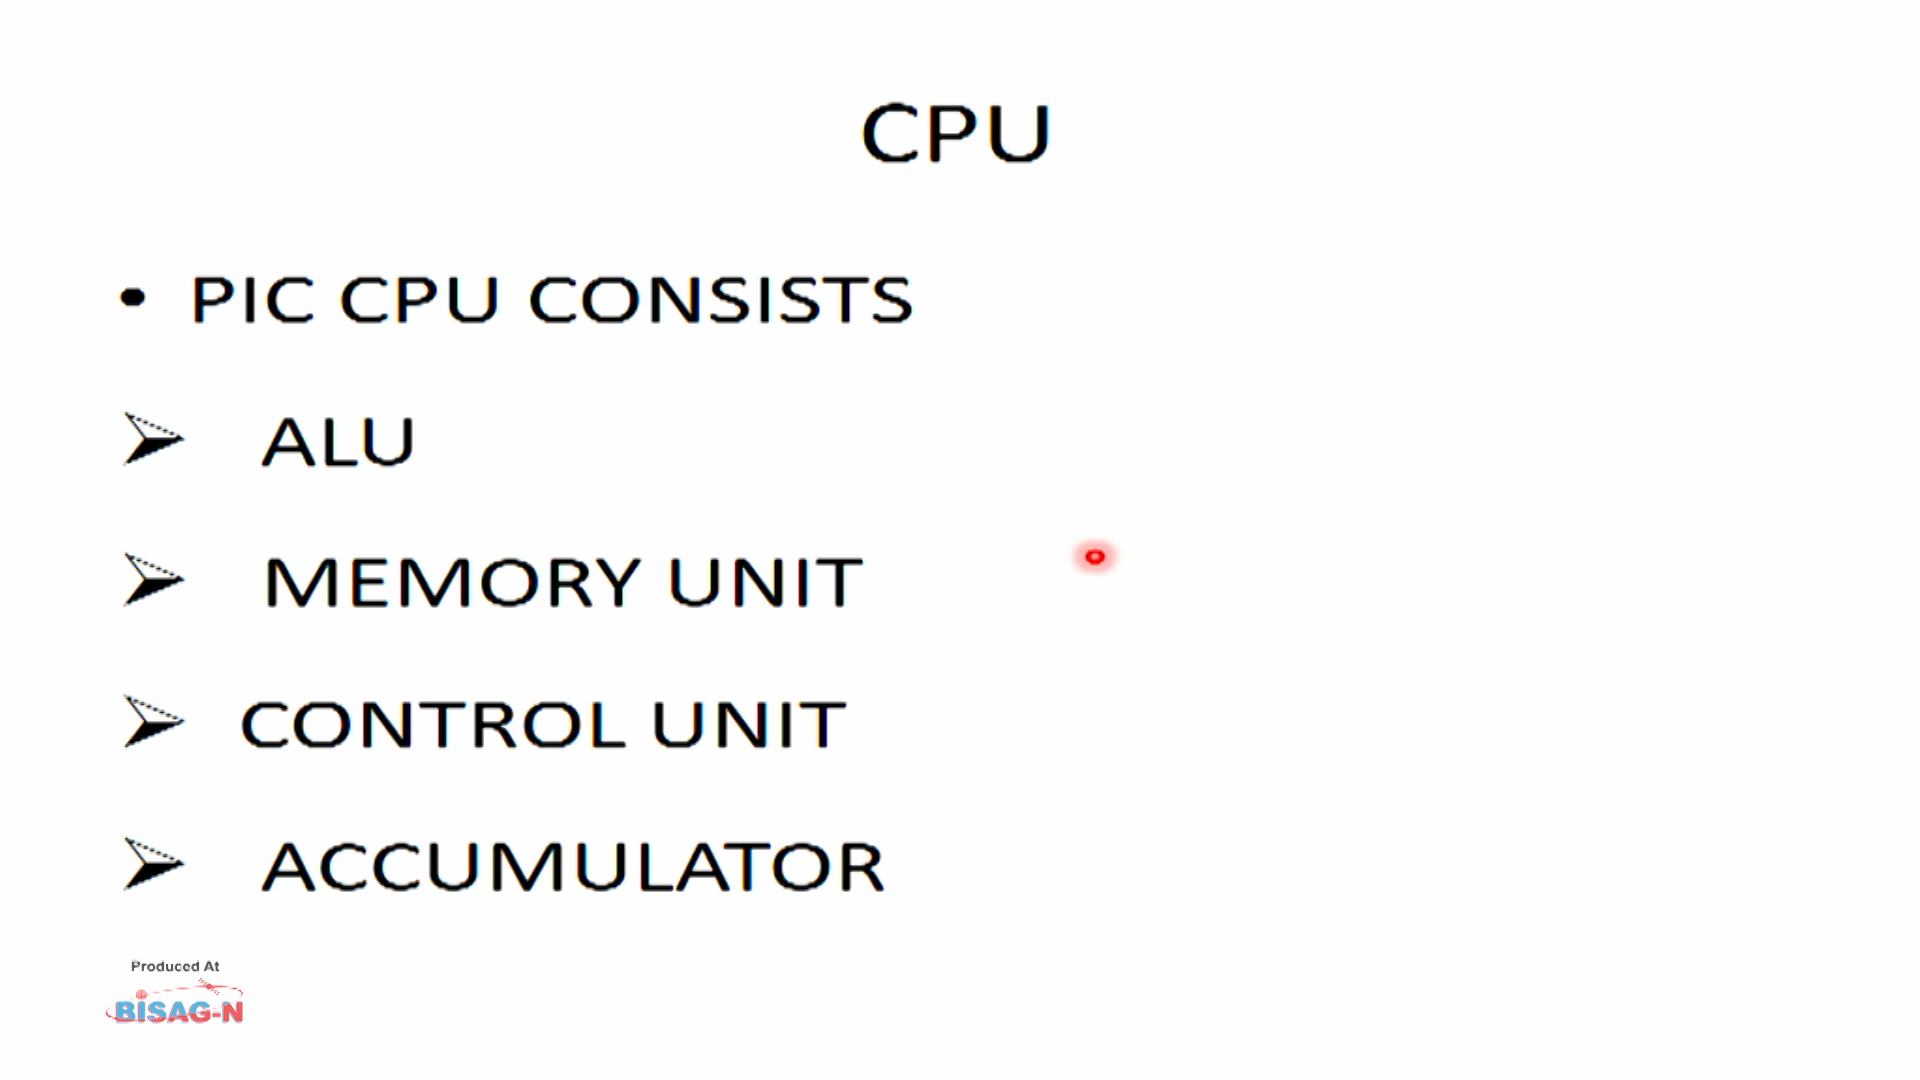 CPU
• PIC CPU CONSISTS
➢ ALU
➢ MEMORY UNIT
➢ CONTROL UNIT
➢ ACCUMULATOR
Produced At
BISAG-N